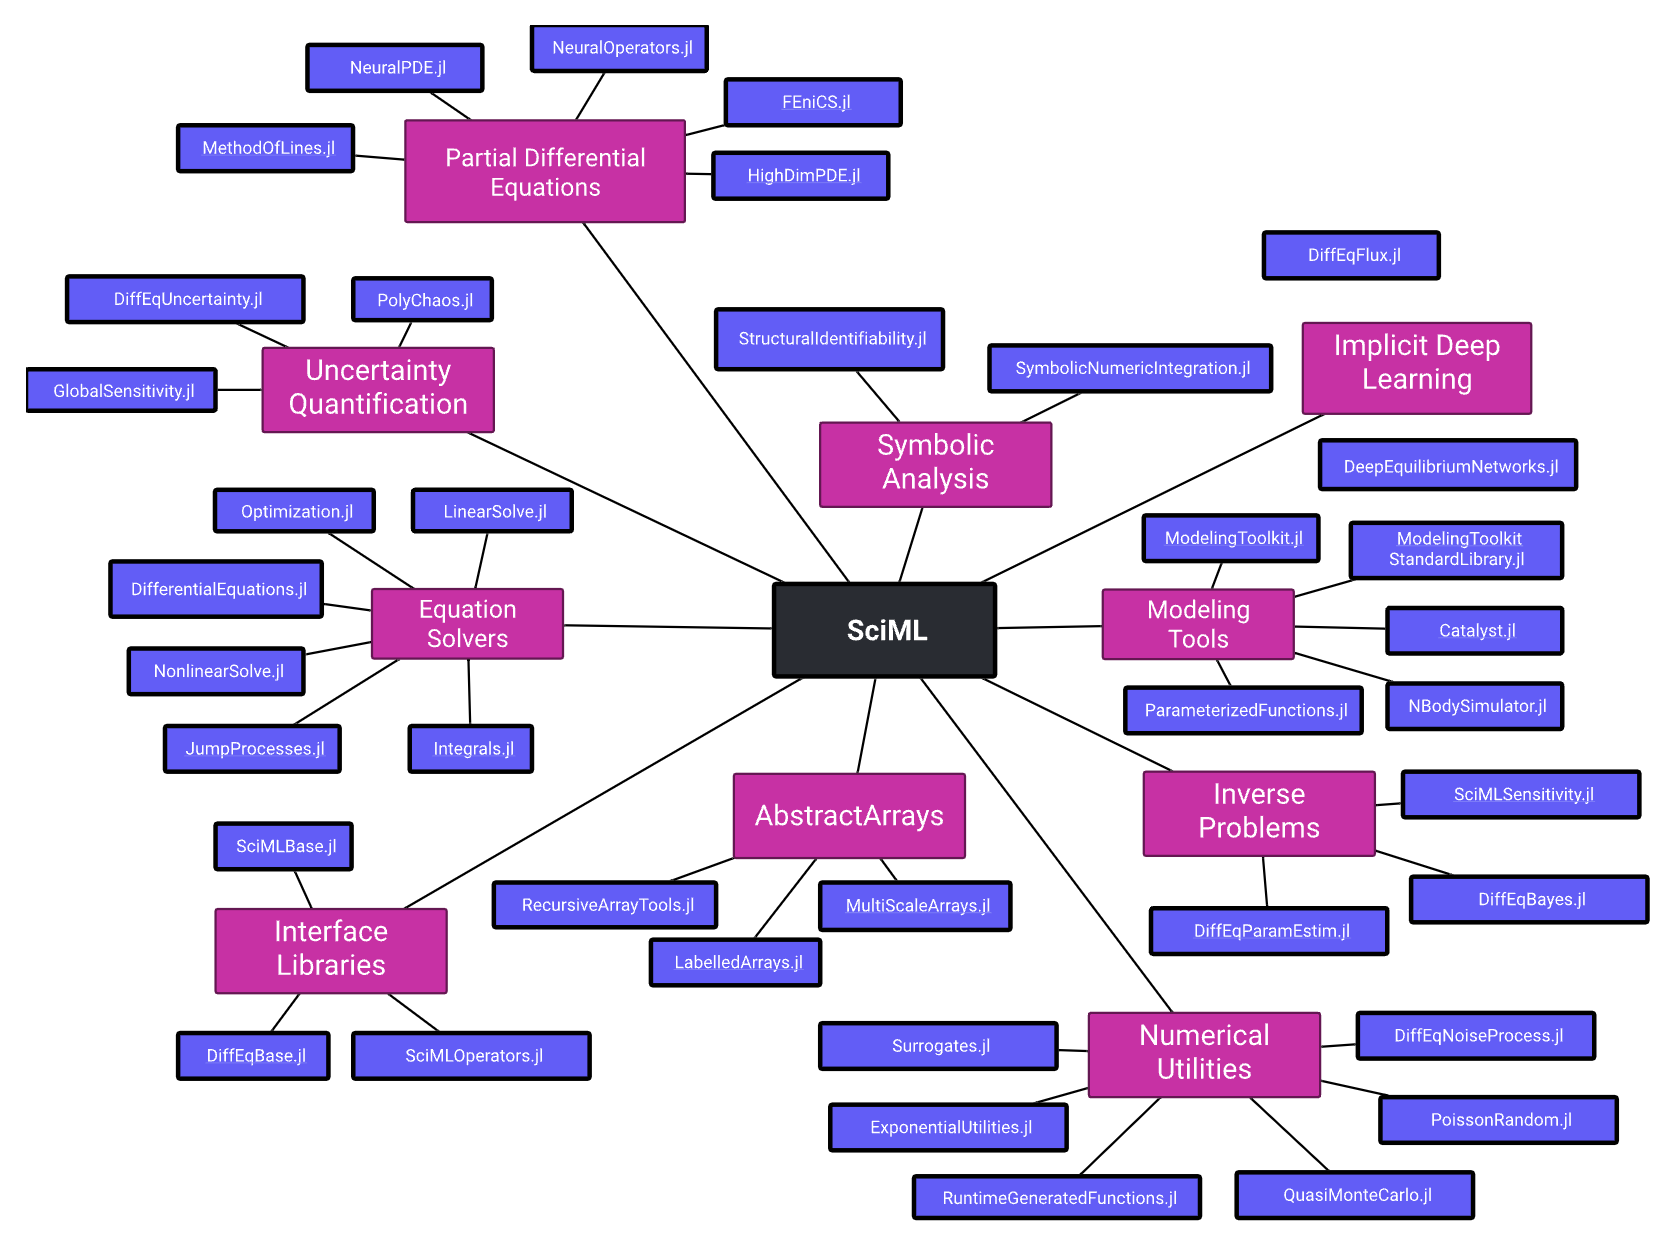 NeuralOperators.jl
NeuralPDE.jl
FEniCS.jl
MethodOfLines.jl
Partial Differential
Equations
HighDimPDE.jl
DiffEqFlux.jl
DiffEqUncertainty.jl
PolyChaos.jl
StructuralIdentifiability.jl
Implicit Deep
Learning
SymbolicNumericIntegration.jl
Uncertainty
Quantification
GlobalSensitivity.jl
Symbolic
Analysis
DeepEquilibriumNetworks.jl
Optimization.jl
LinearSolve.jl
ModelingToolkit.jl
ModelingToolkit
StandardLibrary.jl
DifferentialEquations.jl
Equation
Solvers
SciML
Modeling
Tools
Catalyst.jl
NonlinearSolve.jl
ParameterizedFunctions.jl
NBodySimulator.jl
JumpProcesses.jl
Integrals.jl
AbstractArrays
Inverse
Problems
SciMLSensitivity.jl
SciMLBase.jl
RecursiveArrayTools.jl
MultiScaleArrays.jl
DiffEqBayes.jl
DiffEqParamEstim.jl
Interface
Libraries
LabelledArrays.jl
DiffEqBase.jl
SciMLOperators.jl
Surrogates.jl
Numerical
Utilities
DiffEqNoiseProcess.jl
ExponentialUtilities.jl
PoissonRandom.jl
RuntimeGeneratedFunctions.jl
QuasiMonteCarlo.jl